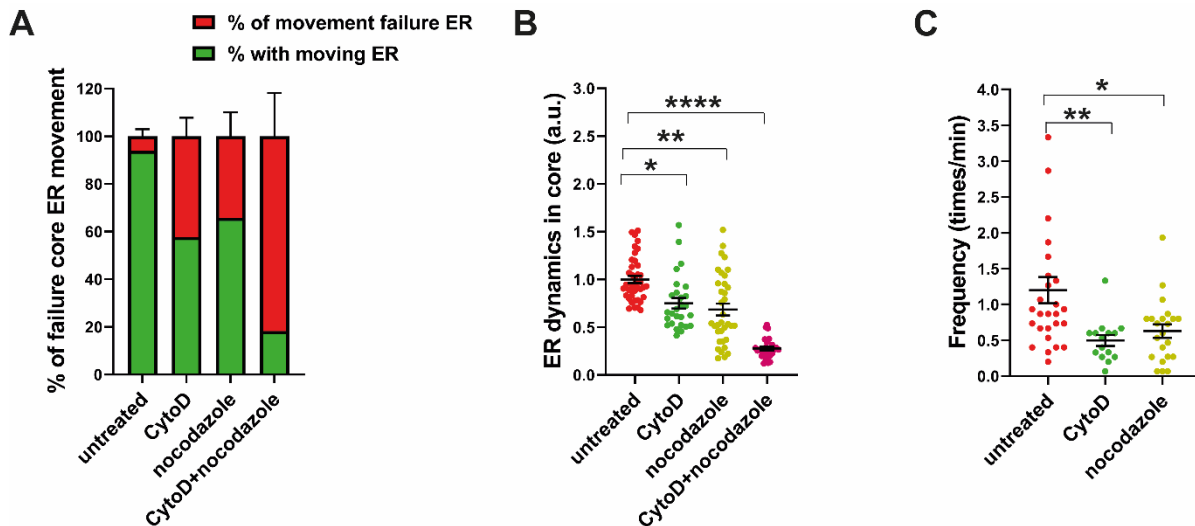 A
% of movement failure ER
% with moving ER
% of failure core ER movement
120
100
80
60
40
20
0
untreated
CytoD
nocodazole
CytoD+nocodazole
B
ER dynamics in core (a.u.)
3.0
2.5
2.0
1.5
1.0
0.5
0.0
****
**
*
untreated
CytoD
nocodazole
CytoD+nocodazole
C
Frequency (times/min)
4.0
3.5
3.0
2.5
2.0
1.5
1.0
0.5
0.0
*
**
untreated
CytoD
nocodazole